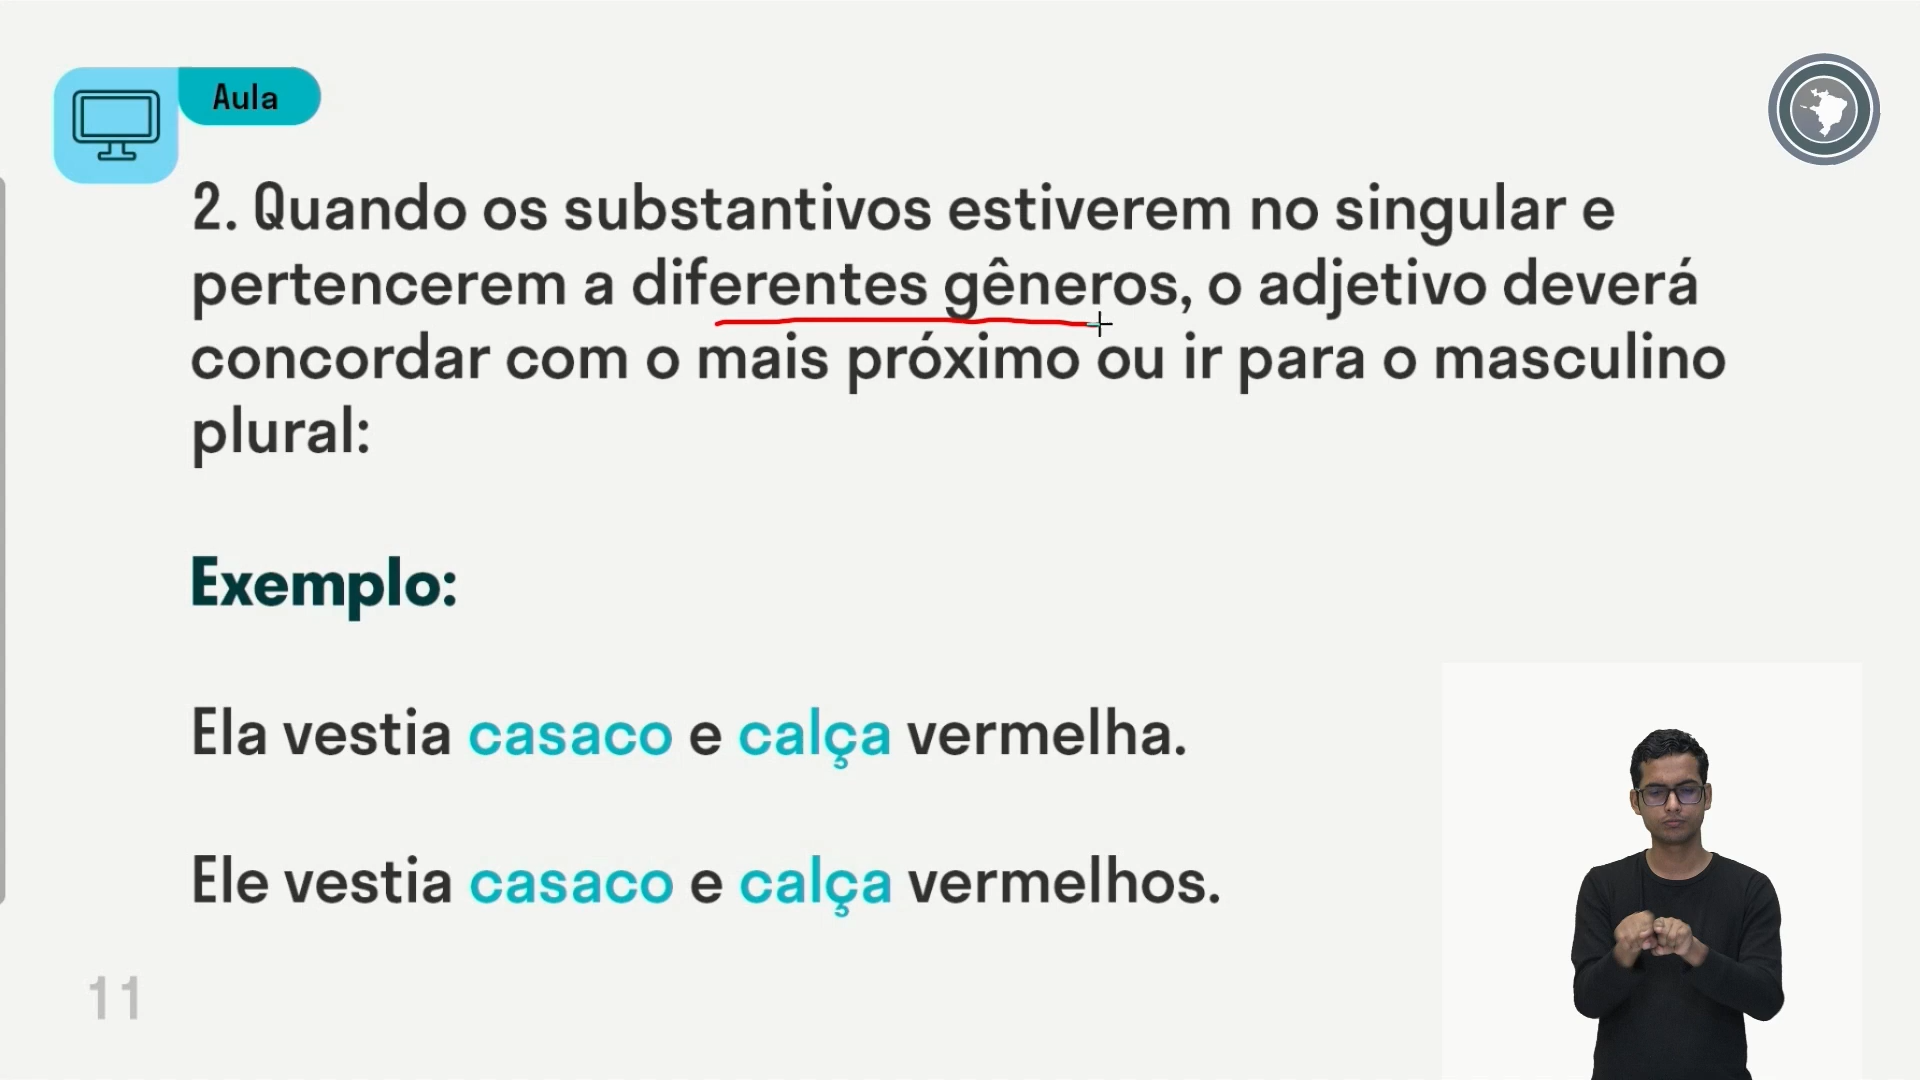 Aula
2. Quando os substantivos estiverem no singular e
pertencerem a diferentes gêneros, o adjetivo deverá
concordar com o mais próximo ou ir para o masculino
plural:
Exemplo:
Ela vestia casaco e calça vermelha.
Ele vestia casaco e calça vermelhos.
11